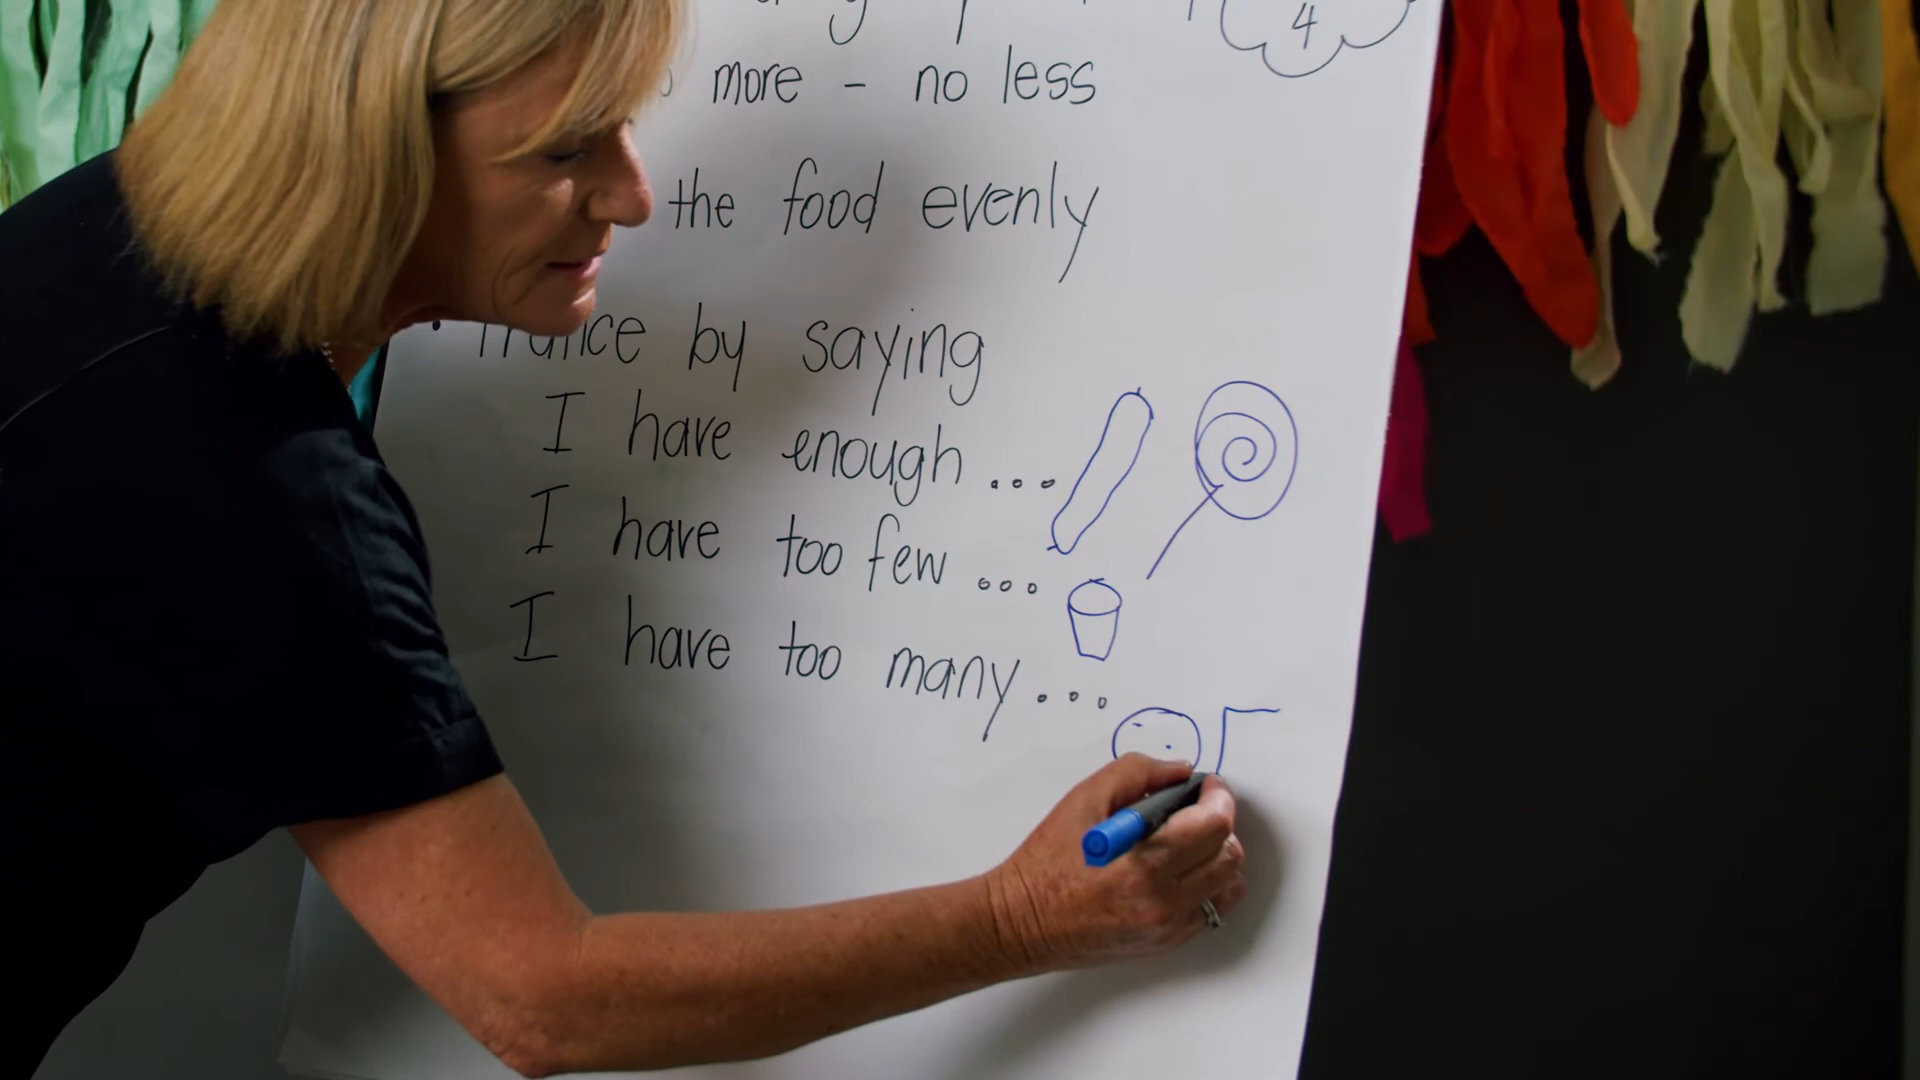 4
more - no less
the food evenly
by saying
I have enough ...
I have too few ...
I have too many ...